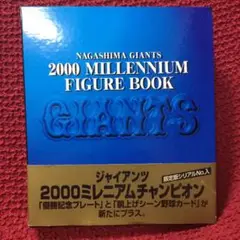 NAGASHIMA GIANTS
2000 MILLENNIUM
FIGURE BOOK
GIANTS
ジャイアンツ
限定版シリアルNo.入
2000ミレニアムチャンピオン
「優勝記念プレート」と「胴上げシーン野球カード」が
新たにプラス。